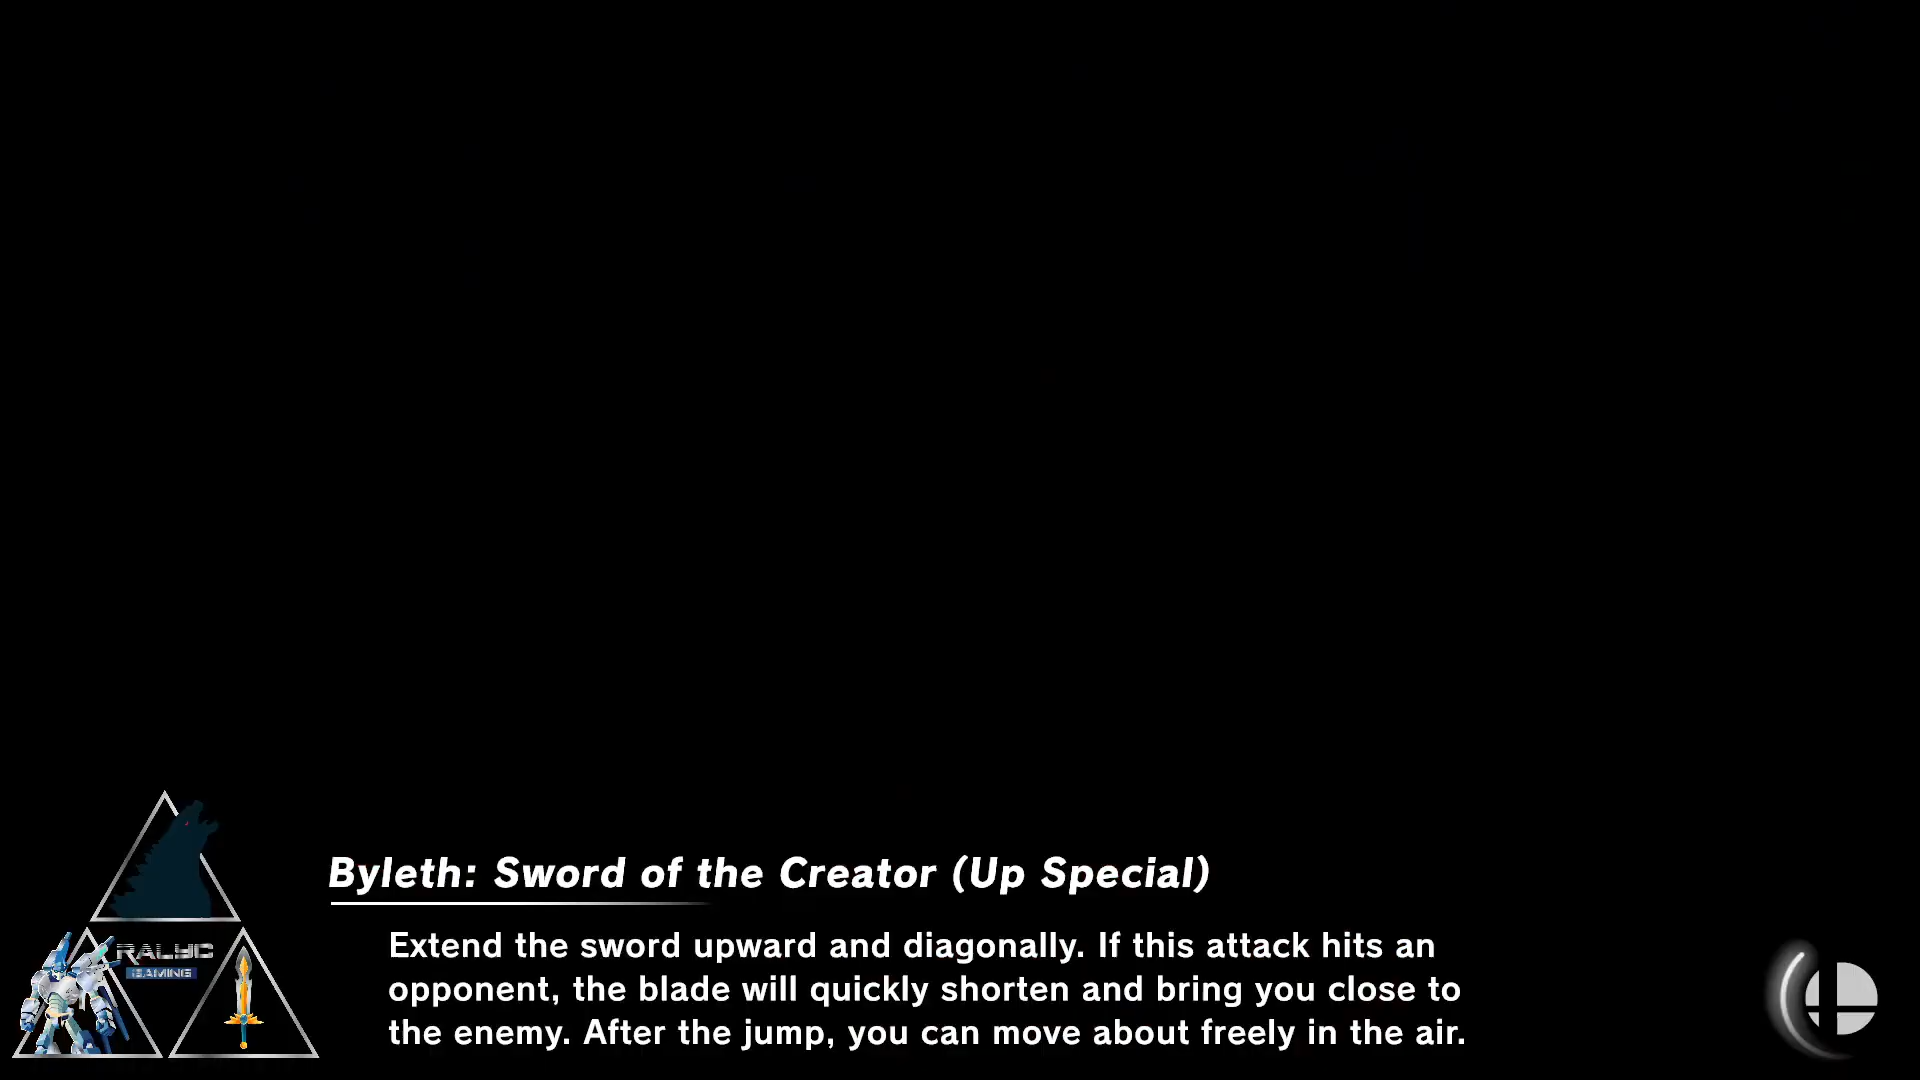 Byleth: Sword of the Creator (Up Special)
Extend the sword upward and diagonally. If this attack hits an
opponent, the blade will quickly shorten and bring you close to
the enemy. After the jump, you can move about freely in the air.
RALYC
GAMING